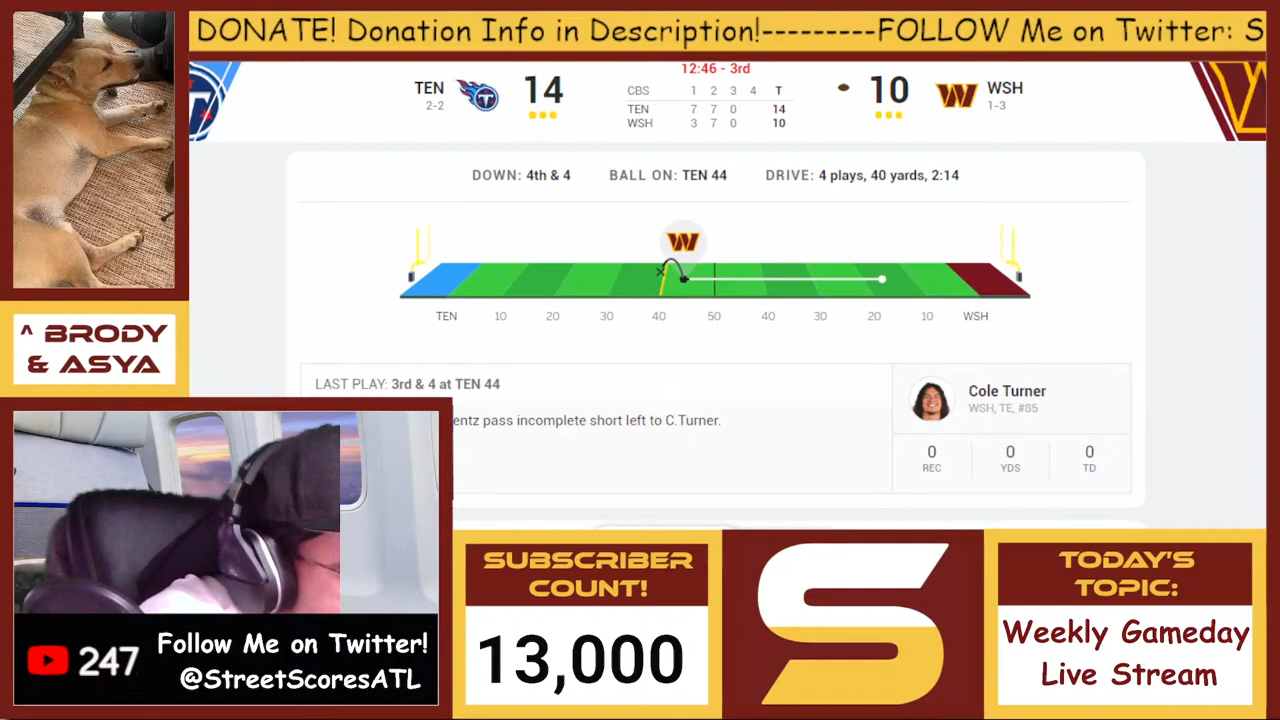 DONATE! Donation Info in Description!---------FOLLOW Me on Twitter: S
12:46 - 3rd
TEN
2-2
14
CBS 1 2 3 4 T
TEN 7 7 0 14
WSH 3 7 0 10
10
WSH
1-3
DOWN: 4th & 4 BALL ON: TEN 44 DRIVE: 4 plays, 40 yards, 2:14
TEN 10 20 30 40 50 40 30 20 10 WSH
LAST PLAY: 3rd & 4 at TEN 44
entz pass incomplete short left to C.Turner.
Cole Turner
WSH, TE, #85
0 0 0
REC YDS TD
^ BRODY
& ASYA
247
Follow Me on Twitter!
@StreetScoresATL
SUBSCRIBER
COUNT!
13,000
S
TODAY'S
TOPIC:
Weekly Gameday
Live Stream